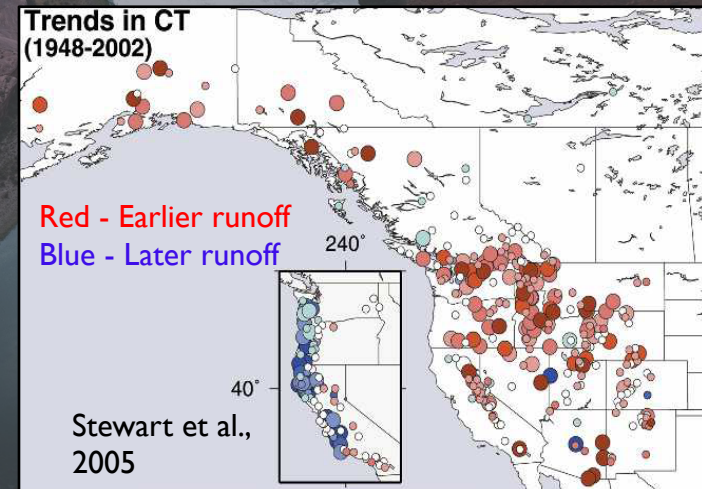 Trends in CT
(1948-2002)
Red - Earlier runoff
Blue - Later runoff
240°
40°
Stewart et al.,
2005